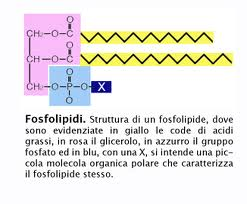 O O
CH₂–O–C
CH–O–C
CH₂–O–P–O–X
O
O
Fosfolipidi. Struttura di un fosfolipide, dove
sono evidenziate in giallo le code di acidi
grassi, in rosa il glicerolo, in azzurro il gruppo
fosfato ed in blu, con una X, si intende una pic-
cola molecola organica polare che caratterizza
il fosfolipide stesso.